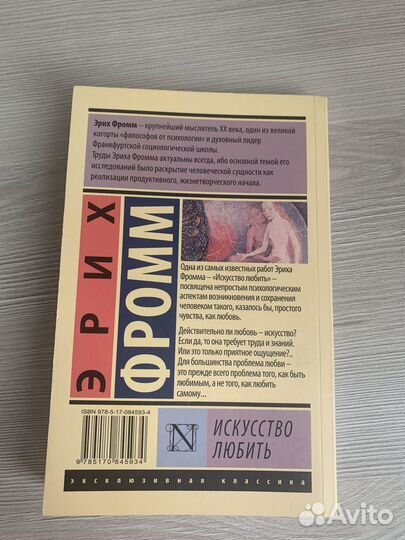 Эрих Фромм – крупнейший мыслитель XX века, один из великой
когорты «философов от психологии» и духовный лидер
Франкфуртской социологической школы.
Труды Эриха Фромма актуальны всегда, ибо основной темой его
исследований было раскрытие человеческой сущности как
реализации продуктивного, жизнетворческого начала.
ЭРИХ
ФРОММ
Одна из самых известных работ Эриха
Фромма – «Искусство любить» –
посвящена непростым психологическим
аспектам возникновения и сохранения
человеком такого, казалось бы, простого
чувства, как любовь.
Действительно ли любовь – искусство?
Если да, то она требует труда и знаний.
Или это только приятное ощущение?..
Для большинства проблема любви –
это прежде всего проблема того, как быть
любимым, а не того, как любить
самому...
ISBN 978-5-17-084593-4
9 785170 845934
N
ИСКУССТВО
ЛЮБИТЬ
эксклюзивная классика
Avito